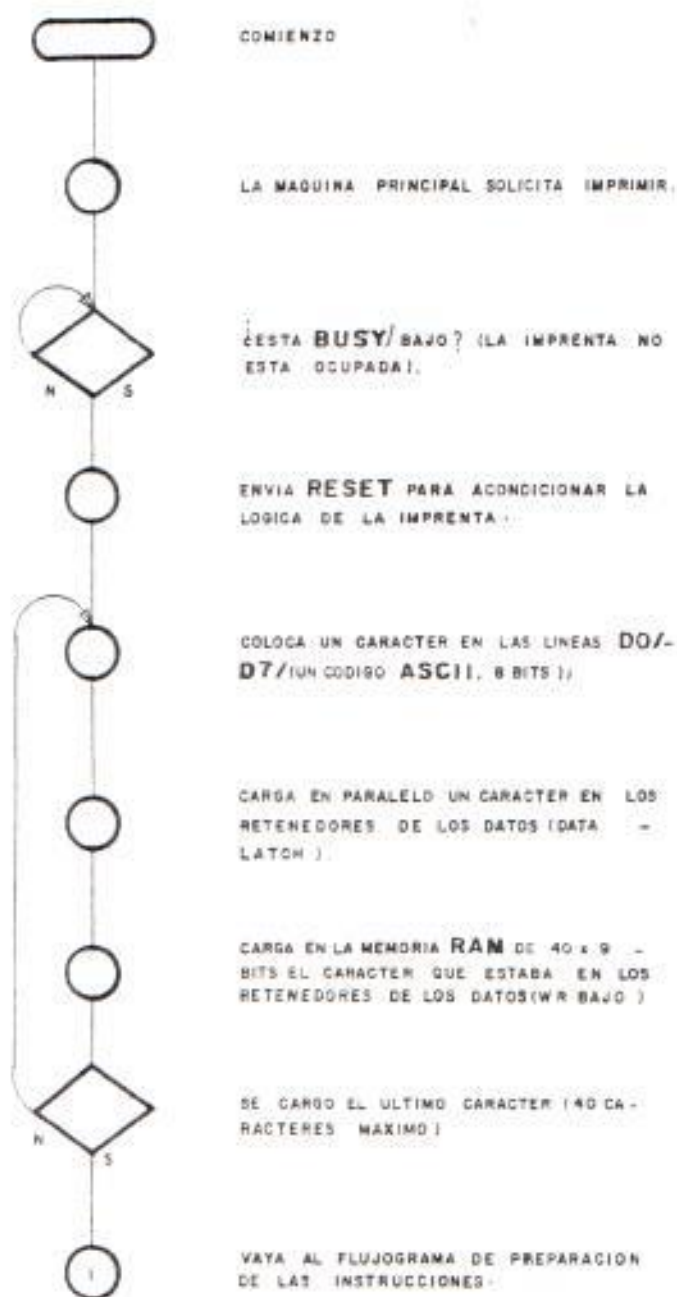 COMIENZO
LA MAQUINA PRINCIPAL SOLICITA IMPRIMIR.
¿ESTA BUSY/BAJO? (LA IMPRENTA NO
ESTA OCUPADA).
N S
ENVIA RESET PARA ACONDICIONAR LA
LOGICA DE LA IMPRENTA.
COLOCA UN CARACTER EN LAS LINEAS D0/-
D7/(UN CODIGO ASCII, 8 BITS);
CARGA EN PARALELO UN CARACTER EN LOS
RETENEDORES DE LOS DATOS (DATA -
LATCH )
CARGA EN LA MEMORIA RAM DE 40 x 9 -
BITS EL CARACTER QUE ESTABA EN LOS
RETENEDORES DE LOS DATOS(WR BAJO )
SE CARGO EL ULTIMO CARACTER (40 CA-
RACTERES MAXIMO)
N S
1
VAYA AL FLUJOGRAMA DE PREPARACION
DE LAS INSTRUCCIONES.